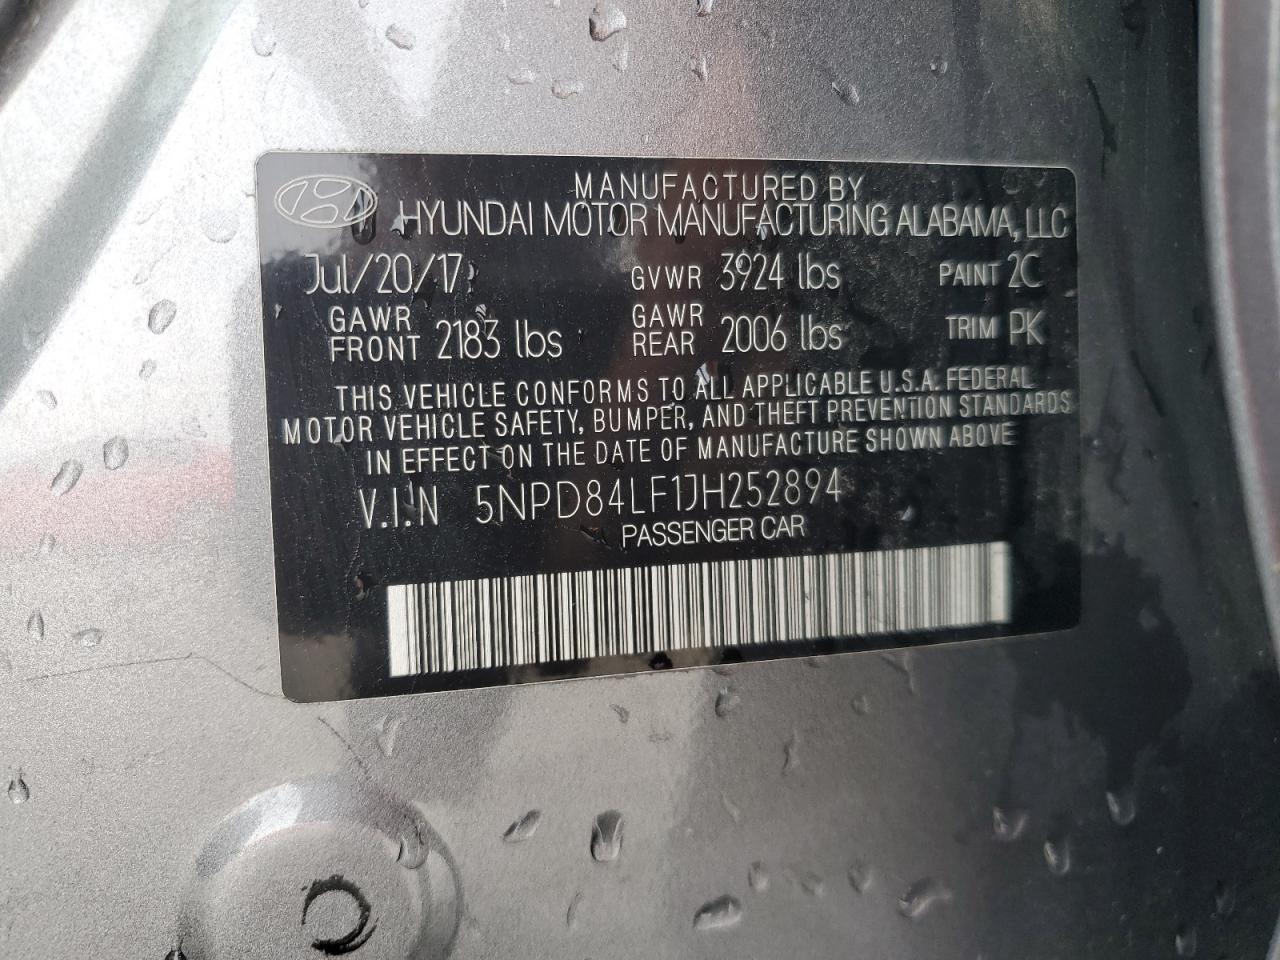 MANUFACTURED BY
HYUNDAI MOTOR MANUFACTURING ALABAMA, LLC
Jul/20/17 GVWR 3924 lbs PAINT 2C
GAWR FRONT 2183 lbs GAWR REAR 2006 lbs TRIM PK
THIS VEHICLE CONFORMS TO ALL APPLICABLE U.S.A. FEDERAL
MOTOR VEHICLE SAFETY, BUMPER, AND THEFT PREVENTION STANDARDS
IN EFFECT ON THE DATE OF MANUFACTURE SHOWN ABOVE
V.I.N 5NPD84LF1JH252894
PASSENGER CAR